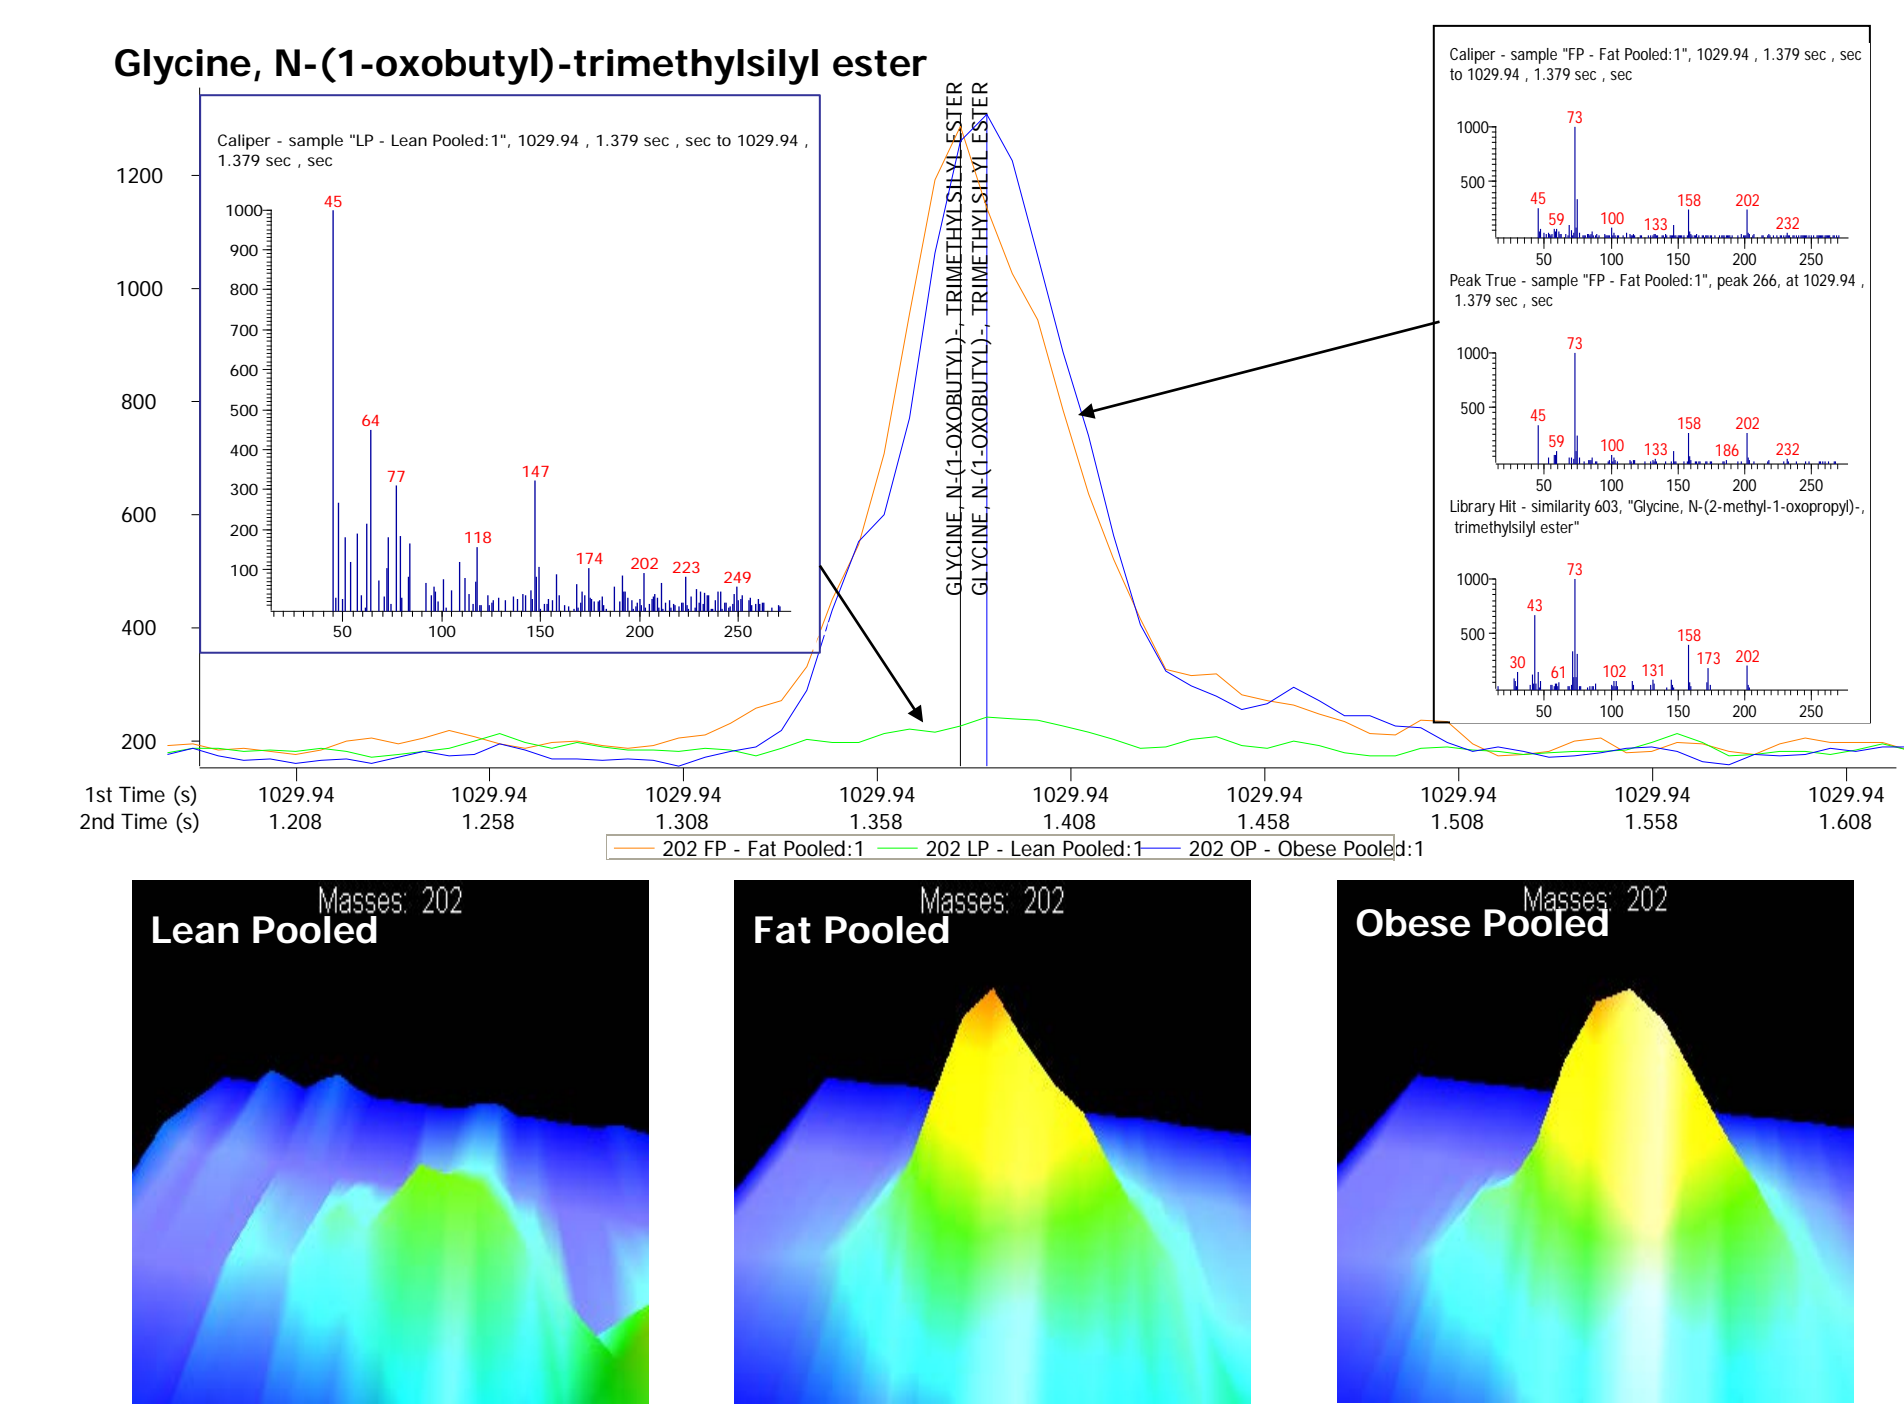 Glycine, N-(1-oxobutyl)-trimethylsilyl ester
1200
1000
800
600
400
200
Caliper - sample "LP - Lean Pooled:1", 1029.94 , 1.379 sec , sec to 1029.94 ,
1.379 sec , sec
1000
900
800
700
600
500
400
300
200
100
45
64
77
118
147
174
202
223
249
50 100 150 200 250
GLYCINE, N-(1-OXOBUTYL)-, TRIMETHYLSILYL ESTER
GLYCINE, N-(1-OXOBUTYL)-, TRIMETHYLSILYL ESTER
Caliper - sample "FP - Fat Pooled:1", 1029.94 , 1.379 sec , sec
to 1029.94 , 1.379 sec , sec
1000
500
45 59 73 100 133 158 202 232
50 100 150 200 250
Peak True - sample "FP - Fat Pooled:1", peak 266, at 1029.94 ,
1.379 sec , sec
1000
500
45 59 73 100 133 158 186 202 232
50 100 150 200 250
Library Hit - similarity 603, "Glycine, N-(2-methyl-1-oxopropyl)-,
trimethylsilyl ester"
1000
500
30 43 61 73 102 131 158 173 202
50 100 150 200 250
1st Time (s) 1029.94 1029.94 1029.94 1029.94 1029.94 1029.94 1029.94 1029.94 1029.94
2nd Time (s) 1.208 1.258 1.308 1.358 1.408 1.458 1.508 1.558 1.608
202 FP - Fat Pooled:1 202 LP - Lean Pooled:1 202 OP - Obese Pooled:1
Masses: 202
Lean Pooled
Masses: 202
Fat Pooled
Masses: 202
Obese Pooled